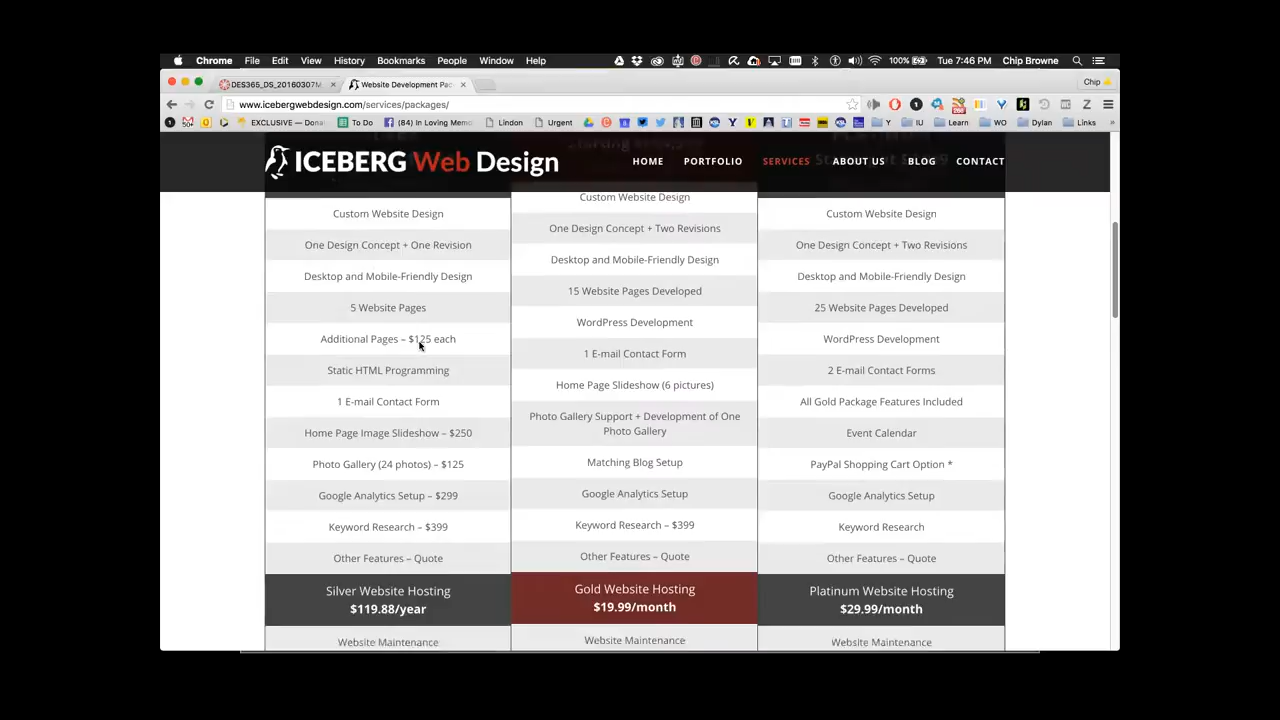 Chrome File Edit View History Bookmarks People Window Help 100% Tue 7:46 PM Chip Browne
DES365_DS_20160307M Website Development Pac Chip
www.icebergwebdesign.com/services/packages/
EXCLUSIVE — Dona To Do (84) In Loving Memo Lindon Urgent Y IU Learn WO Dylan Links
ICEBERG Web Design HOME PORTFOLIO SERVICES ABOUT US BLOG CONTACT
Custom Website Design
One Design Concept + One Revision
Desktop and Mobile-Friendly Design
5 Website Pages
Additional Pages – $125 each
Static HTML Programming
1 E-mail Contact Form
Home Page Image Slideshow – $250
Photo Gallery (24 photos) – $125
Google Analytics Setup – $299
Keyword Research – $399
Other Features – Quote
Silver Website Hosting
$119.88/year
Website Maintenance
Custom Website Design
One Design Concept + Two Revisions
Desktop and Mobile-Friendly Design
15 Website Pages Developed
WordPress Development
1 E-mail Contact Form
Home Page Slideshow (6 pictures)
Photo Gallery Support + Development of One
Photo Gallery
Matching Blog Setup
Google Analytics Setup
Keyword Research – $399
Other Features – Quote
Gold Website Hosting
$19.99/month
Website Maintenance
Custom Website Design
One Design Concept + Two Revisions
Desktop and Mobile-Friendly Design
25 Website Pages Developed
WordPress Development
2 E-mail Contact Forms
All Gold Package Features Included
Event Calendar
PayPal Shopping Cart Option *
Google Analytics Setup
Keyword Research
Other Features – Quote
Platinum Website Hosting
$29.99/month
Website Maintenance